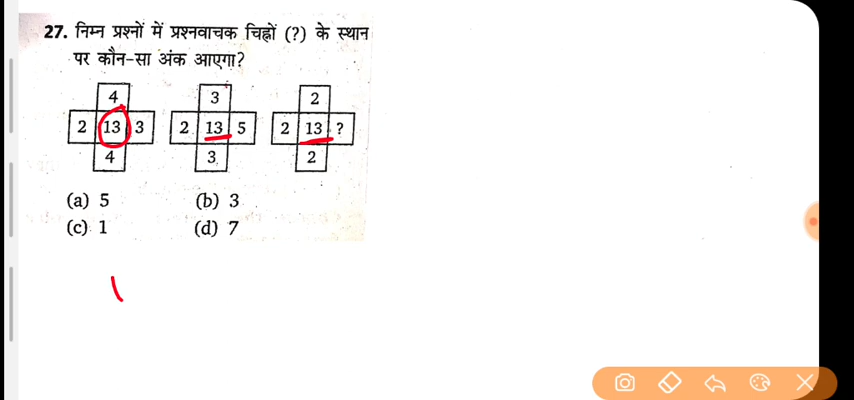 27. निम्न प्रश्नों में प्रश्नवाचक चिह्नों (?) के स्थान
पर कौन-सा अंक आएगा?
4 3 2
2 13 3 2 13 5 2 13 ?
4 3 2
(a) 5 (b) 3
(c) 1 (d) 7